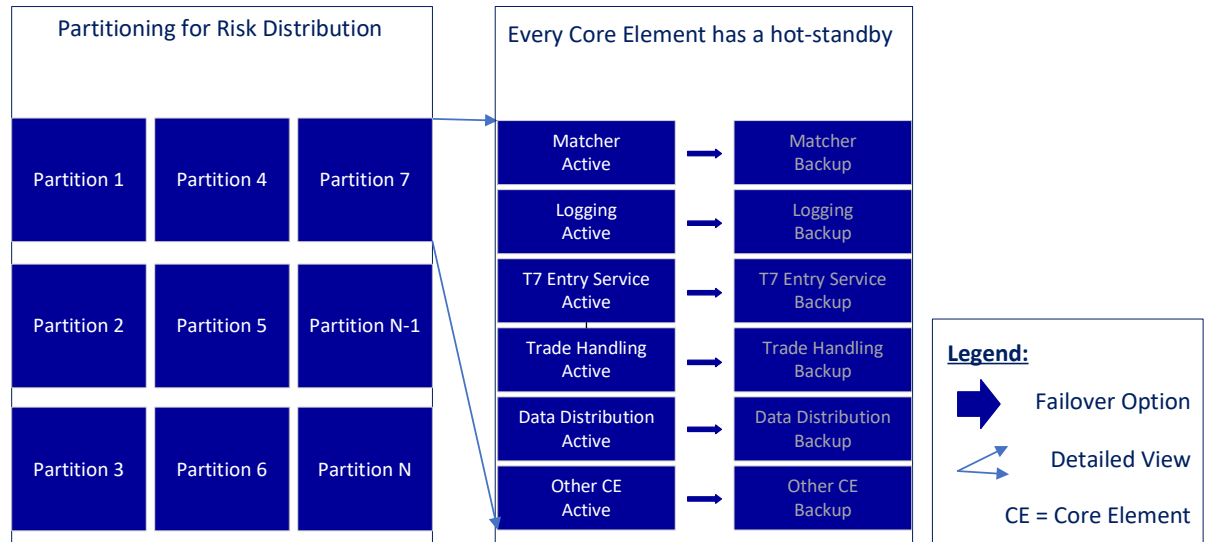 Partitioning for Risk Distribution
Partition 1
Partition 4
Partition 7
Partition 2
Partition 5
Partition N-1
Partition 3
Partition 6
Partition N
Every Core Element has a hot-standby
Matcher
Active
Matcher
Backup
Logging
Active
Logging
Backup
T7 Entry Service
Active
T7 Entry Service
Backup
Trade Handling
Active
Trade Handling
Backup
Data Distribution
Active
Data Distribution
Backup
Other CE
Active
Other CE
Backup
Legend:
Failover Option
Detailed View
CE = Core Element